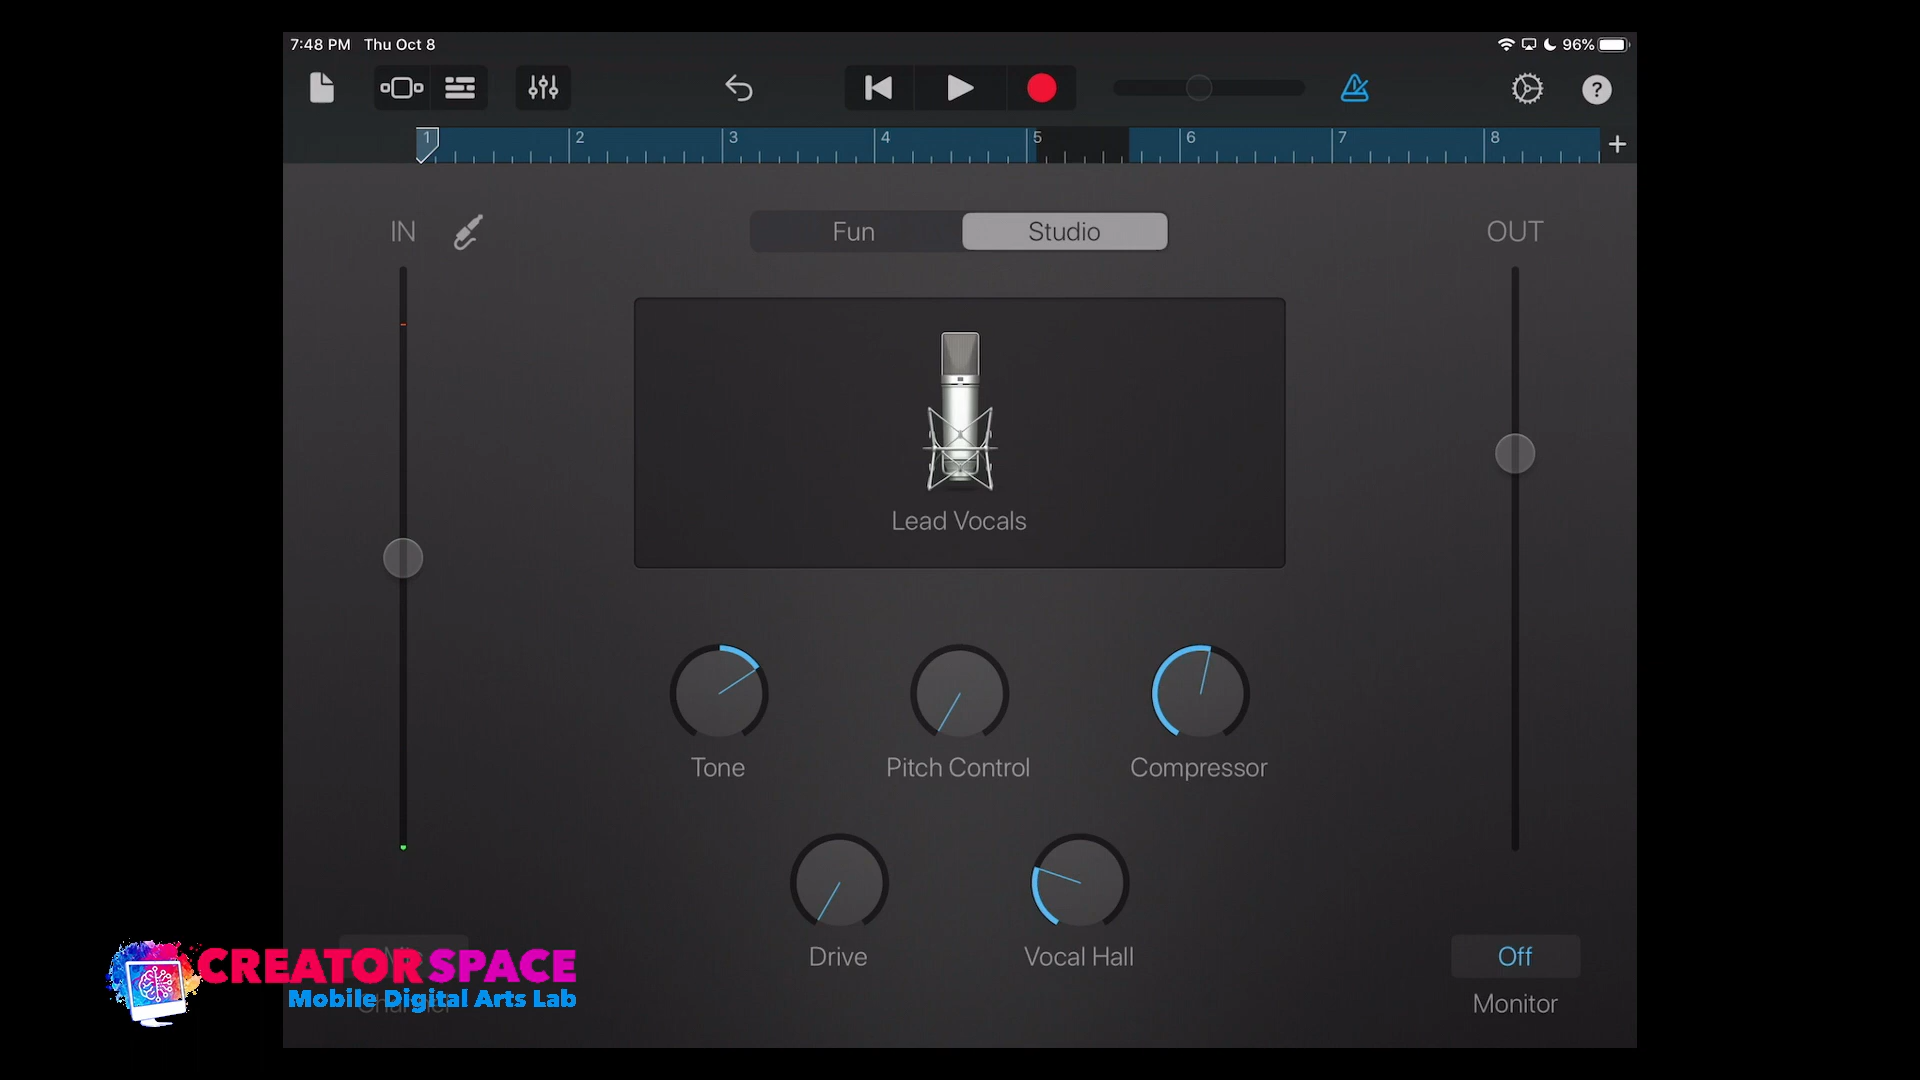 7:48 PM Thu Oct 8
96%
?
1 2 3 4 5 6 7 8 +
IN
Fun Studio
OUT
Lead Vocals
Tone Pitch Control Compressor
Drive Vocal Hall
Off
Monitor
CREATORSPACE
Mobile Digital Arts Lab